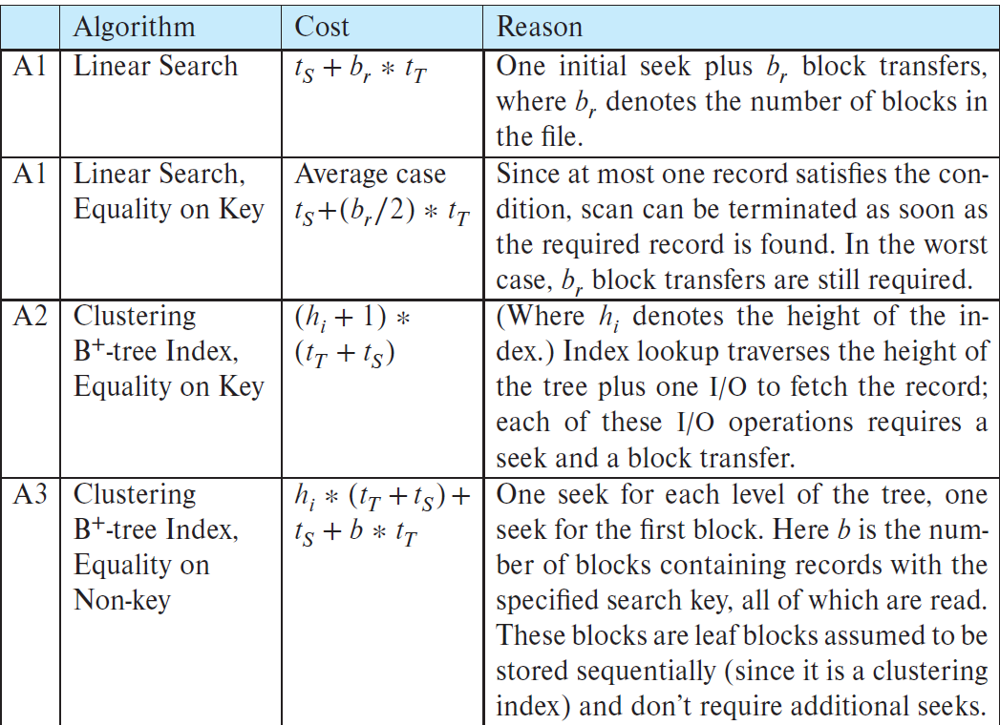 Algorithm Cost Reason
A1 Linear Search t_S + b_r * t_T One initial seek plus b_r block transfers,
where b_r denotes the number of blocks in
the file.
A1 Linear Search, Average case Since at most one record satisfies the con-
Equality on Key t_S+(b_r/2) * t_T dition, scan can be terminated as soon as
the required record is found. In the worst
case, b_r block transfers are still required.
A2 Clustering (h_i + 1) * (Where h_i denotes the height of the in-
B⁺-tree Index, (t_T + t_S) dex.) Index lookup traverses the height of
Equality on Key the tree plus one I/O to fetch the record;
each of these I/O operations requires a
seek and a block transfer.
A3 Clustering h_i * (t_T + t_S) + One seek for each level of the tree, one
B⁺-tree Index, t_S + b * t_T seek for the first block. Here b is the num-
Equality on ber of blocks containing records with the
Non-key specified search key, all of which are read.
These blocks are leaf blocks assumed to be
stored sequentially (since it is a clustering
index) and don't require additional seeks.